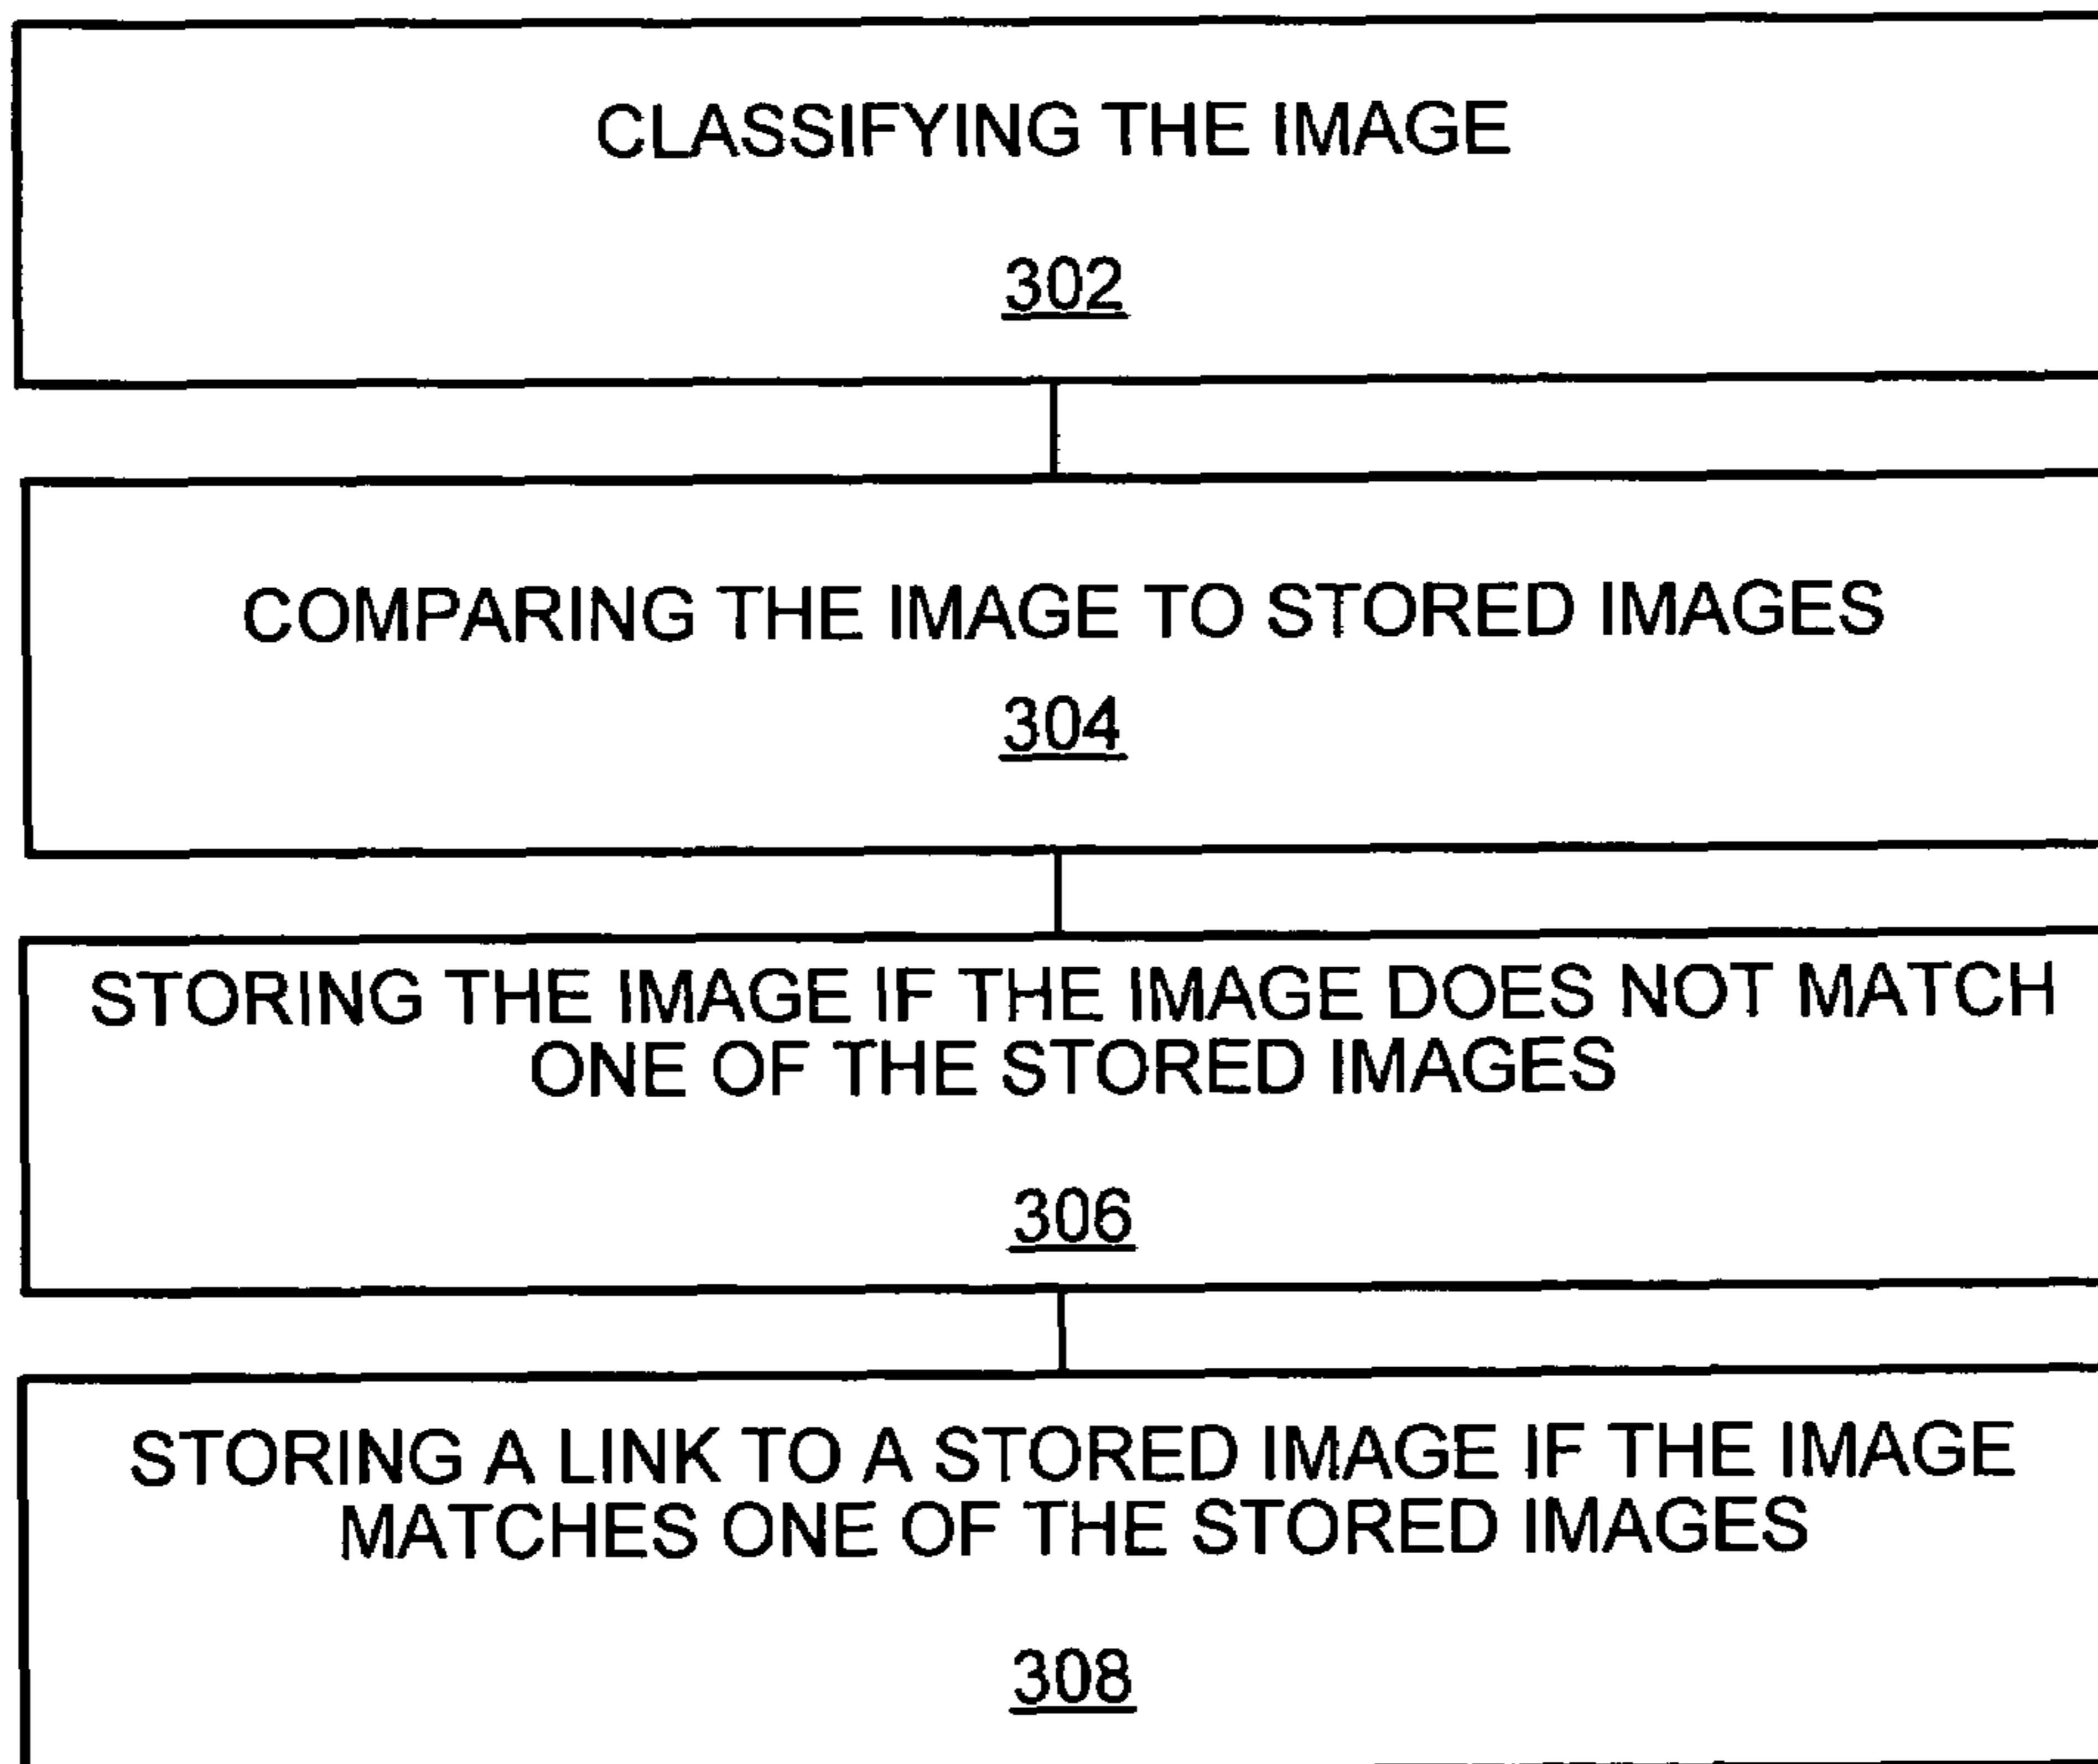 CLASSIFYING THE IMAGE
302
COMPARING THE IMAGE TO STORED IMAGES
304
STORING THE IMAGE IF THE IMAGE DOES NOT MATCH
ONE OF THE STORED IMAGES
306
STORING A LINK TO A STORED IMAGE IF THE IMAGE
MATCHES ONE OF THE STORED IMAGES
308